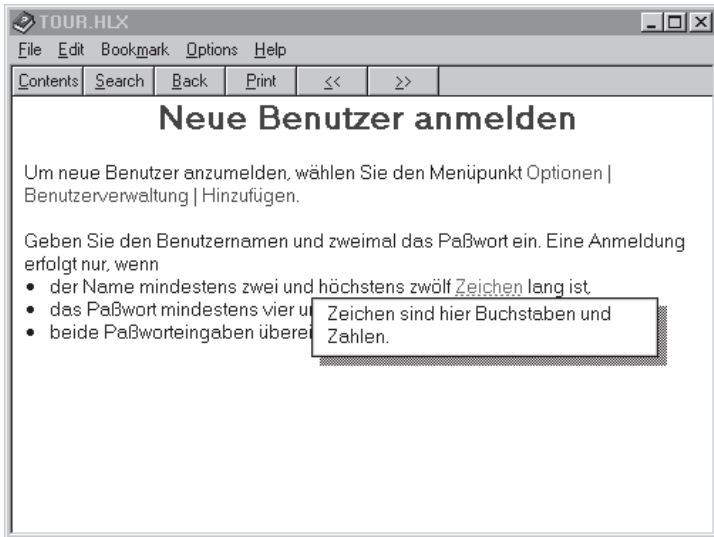 TOUR.HLX
File Edit Bookmark Options Help
Contents Search Back Print << >>
Neue Benutzer anmelden
Um neue Benutzer anzumelden, wählen Sie den Menüpunkt Optionen |
Benutzerverwaltung | Hinzufügen.
Geben Sie den Benutzernamen und zweimal das Paßwort ein. Eine Anmeldung
erfolgt nur, wenn
• der Name mindestens zwei und höchstens zwölf Zeichen lang ist,
• das Paßwort mindestens vier
• beide Paßworteingaben
Zeichen sind hier Buchstaben und
Zahlen.